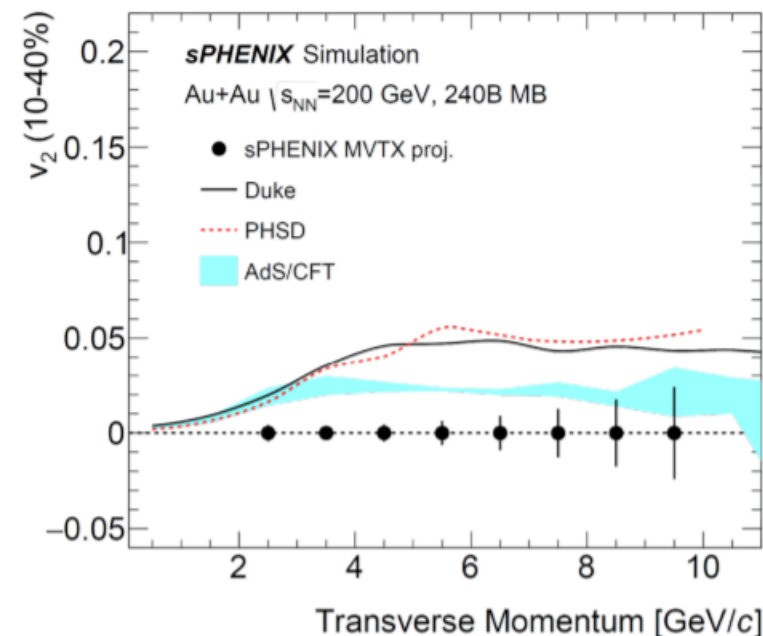 v2 (10-40%)
0.2
0.15
0.1
0.05
0
−0.05
sPHENIX Simulation
Au+Au √sNN=200 GeV, 240B MB
sPHENIX MVTX proj.
Duke
PHSD
AdS/CFT
2 4 6 8 10
Transverse Momentum [GeV/c]